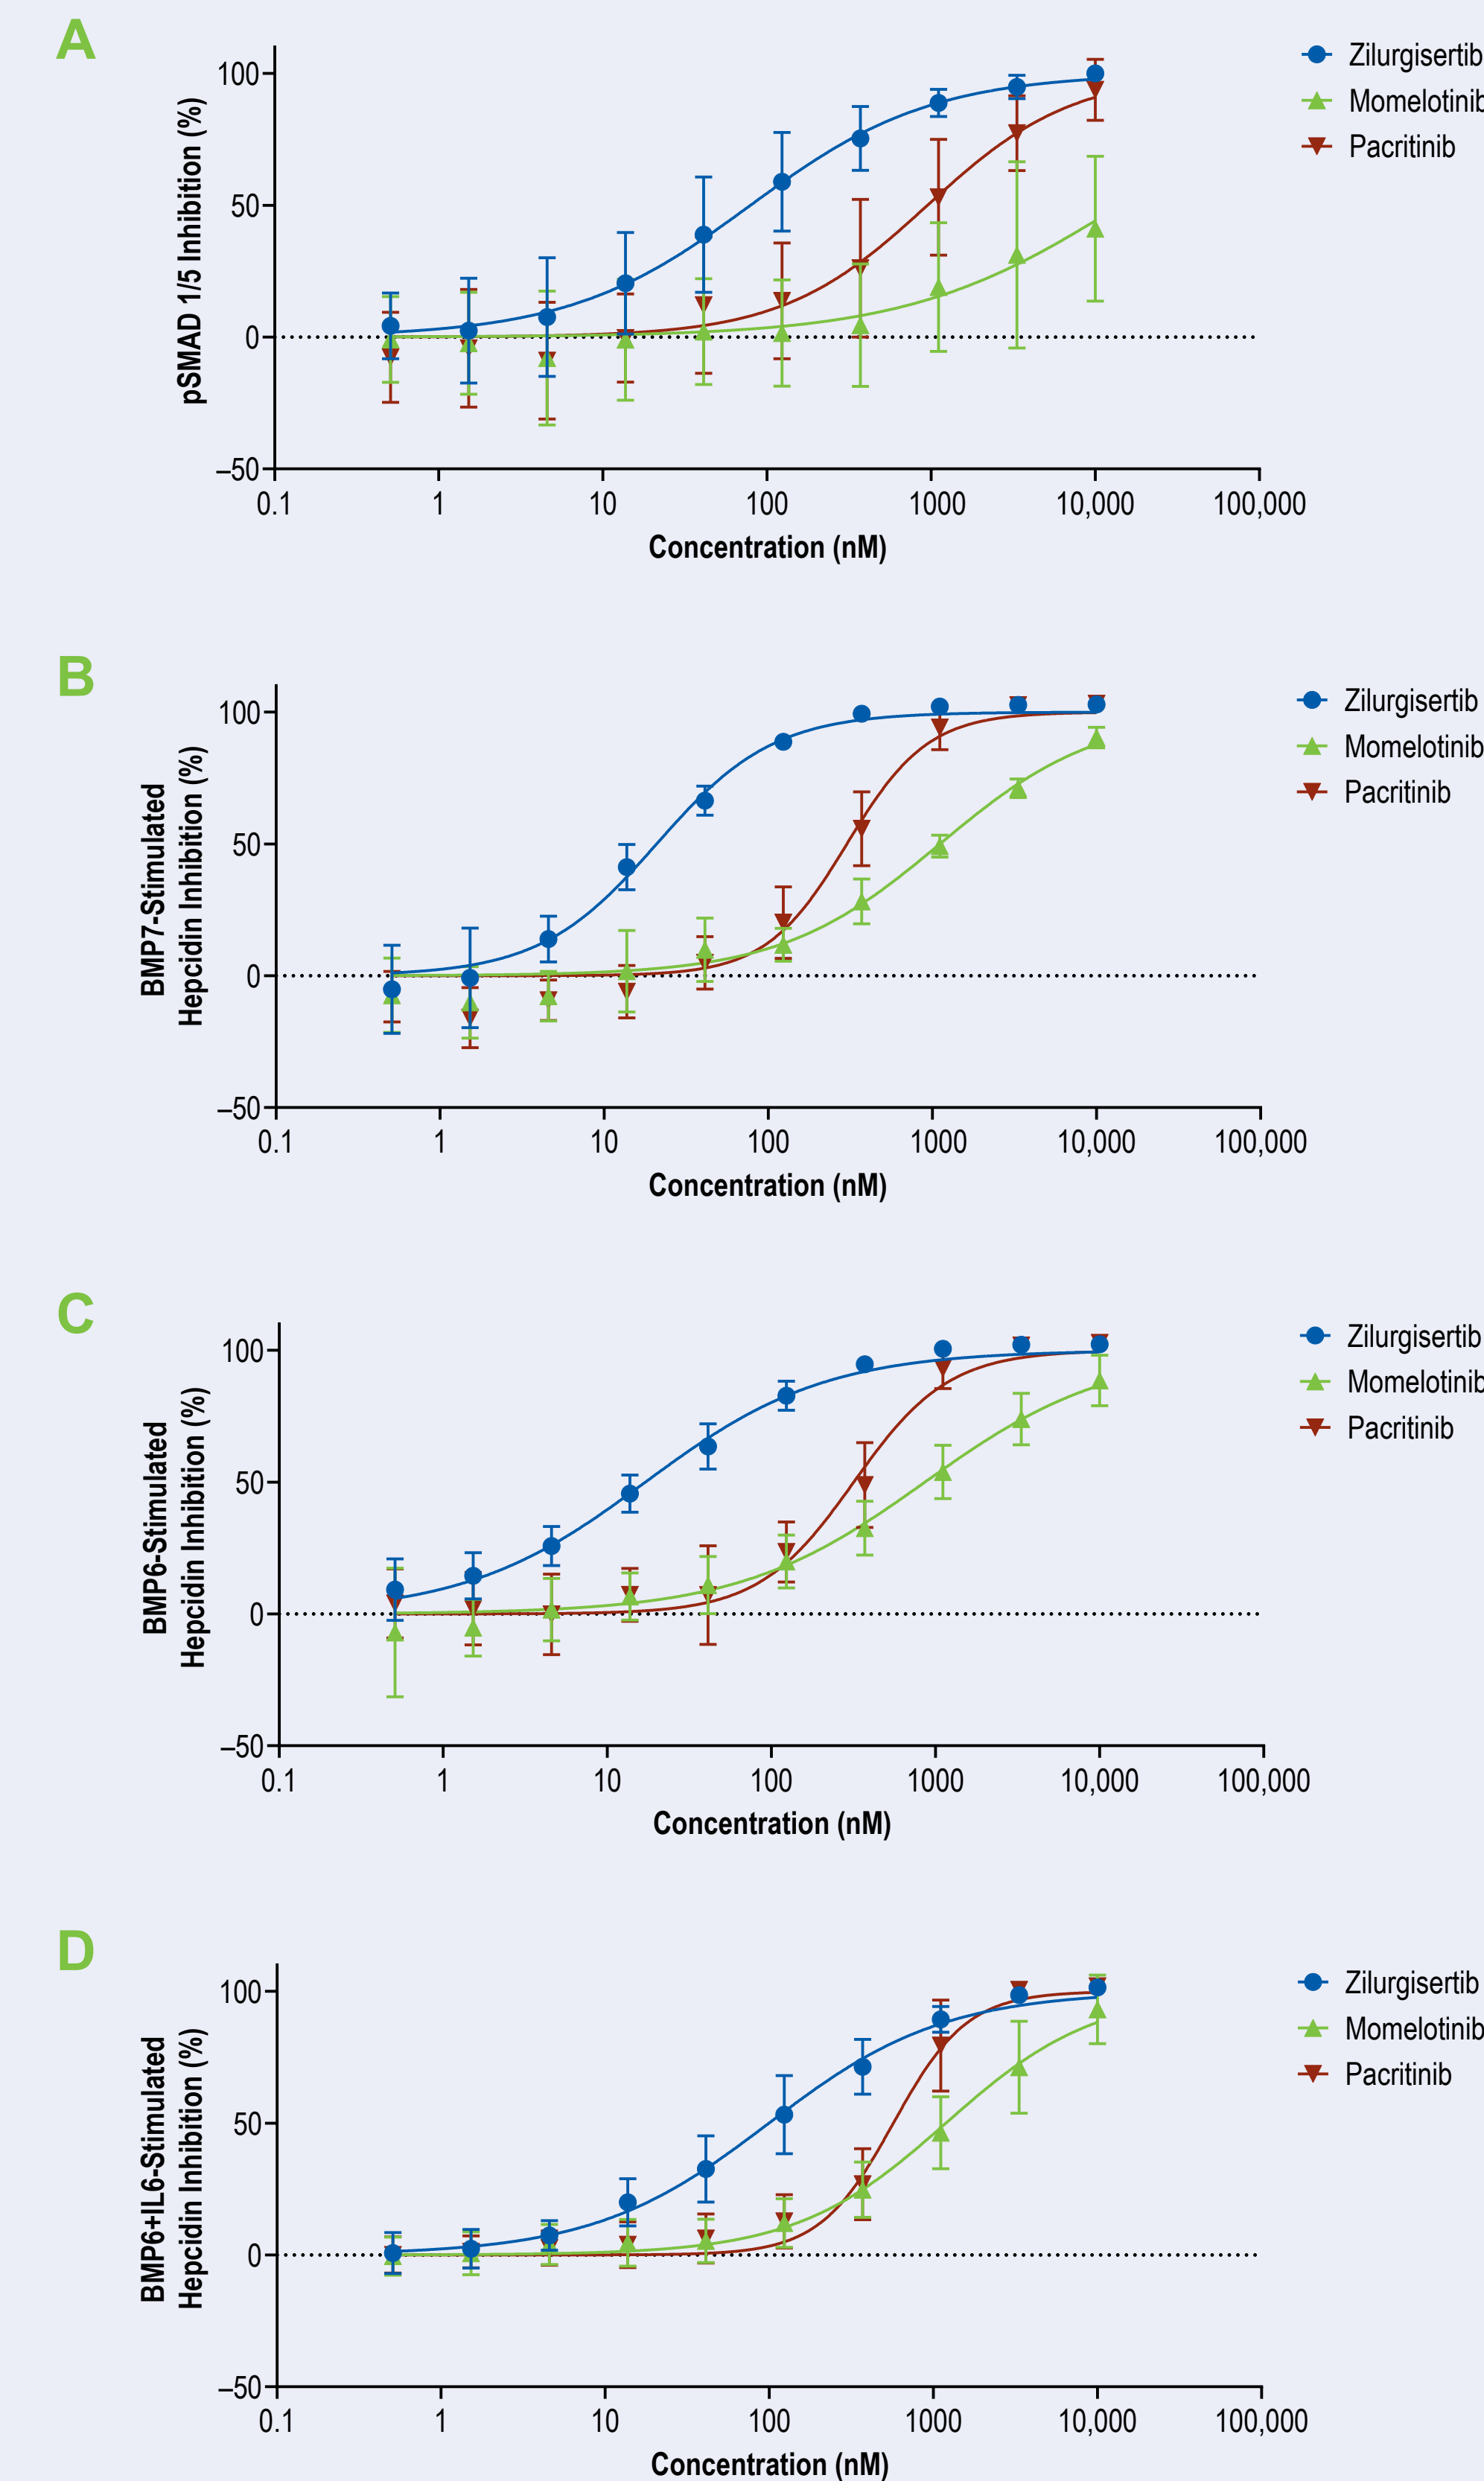 A
pSMAD 1/5 Inhibition (%)
100
50
0
–50
0.1 1 10 100 1000 10,000 100,000
Concentration (nM)
Zilurgisertib
Momelotinib
Pacritinib
B
BMP7-Stimulated
Hepcidin Inhibition (%)
100
50
0
–50
0.1 1 10 100 1000 10,000 100,000
Concentration (nM)
Zilurgisertib
Momelotinib
Pacritinib
C
BMP6-Stimulated
Hepcidin Inhibition (%)
100
50
0
–50
0.1 1 10 100 1000 10,000 100,000
Concentration (nM)
Zilurgisertib
Momelotinib
Pacritinib
D
BMP6+IL6-Stimulated
Hepcidin Inhibition (%)
100
50
0
–50
0.1 1 10 100 1000 10,000 100,000
Concentration (nM)
Zilurgisertib
Momelotinib
Pacritinib